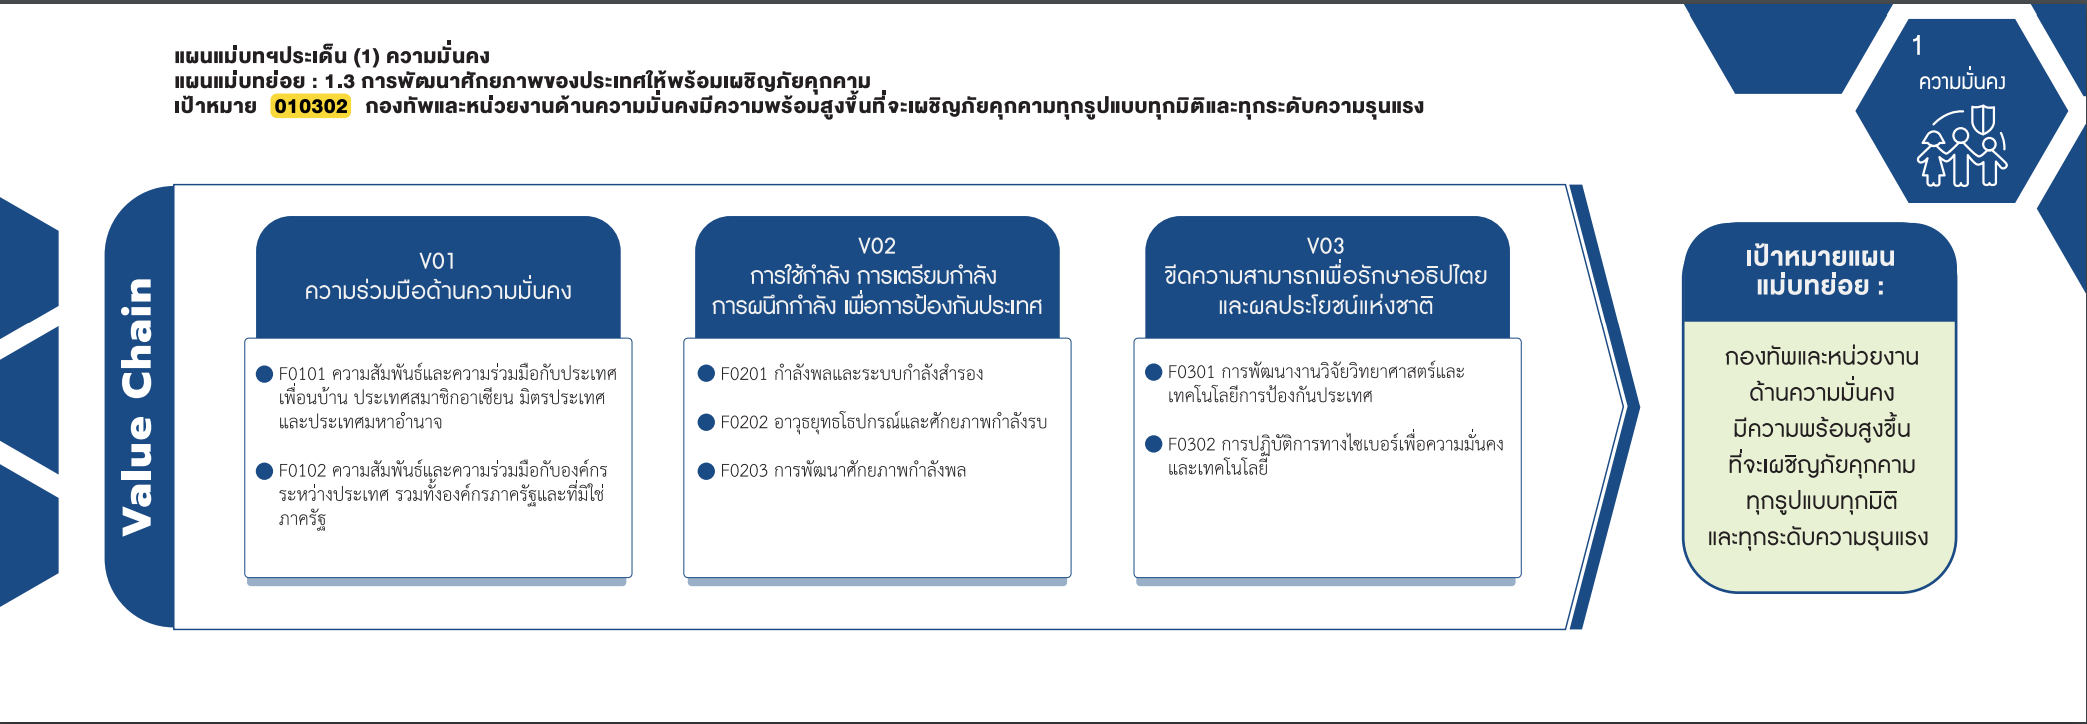 แผนแม่บทฯประเด็น (1) ความมั่นคง
แผนแม่บทย่อย : 1.3 การพัฒนาศักยภาพของประเทศให้พร้อมเผชิญภัยคุกคาม
เป้าหมาย 010302 กองทัพและหน่วยงานด้านความมั่นคงมีความพร้อมสูงขึ้นที่จะเผชิญภัยคุกคามทุกรูปแบบทุกมิติและทุกระดับความรุนแรง
1
ความมั่นคง
Value Chain
V01
ความร่วมมือด้านความมั่นคง
F0101 ความสัมพันธ์และความร่วมมือกับประเทศ
เพื่อนบ้าน ประเทศสมาชิกอาเซียน มิตรประเทศ
และประเทศมหาอำนาจ
F0102 ความสัมพันธ์และความร่วมมือกับองค์กร
ระหว่างประเทศ รวมทั้งองค์กรภาครัฐและที่มิใช่
ภาครัฐ
V02
การใช้กำลัง การเตรียมกำลัง
การผนึกกำลัง เพื่อการป้องกันประเทศ
F0201 กำลังพลและระบบกำลังสำรอง
F0202 อาวุธยุทธโธปกรณ์และศักยภาพกำลังรบ
F0203 การพัฒนาศักยภาพกำลังพล
V03
ขีดความสามารถเพื่อรักษาอธิปไตย
และผลประโยชน์แห่งชาติ
F0301 การพัฒนางานวิจัยวิทยาศาสตร์และ
เทคโนโลยีการป้องกันประเทศ
F0302 การปฏิบัติการทางไซเบอร์เพื่อความมั่นคง
และเทคโนโลยี
เป้าหมายแผน
แม่บทย่อย :
กองทัพและหน่วยงาน
ด้านความมั่นคง
มีความพร้อมสูงขึ้น
ที่จะเผชิญภัยคุกคาม
ทุกรูปแบบทุกมิติ
และทุกระดับความรุนแรง